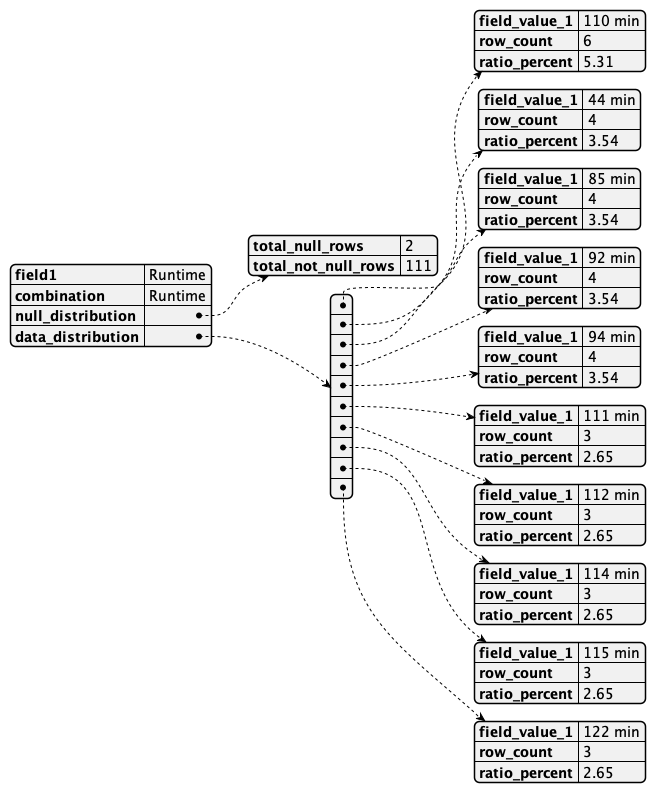 field1 Runtime
combination Runtime
null_distribution
data_distribution
total_null_rows 2
total_not_null_rows 111
field_value_1 110 min
row_count 6
ratio_percent 5.31
field_value_1 44 min
row_count 4
ratio_percent 3.54
field_value_1 85 min
row_count 4
ratio_percent 3.54
field_value_1 92 min
row_count 4
ratio_percent 3.54
field_value_1 94 min
row_count 4
ratio_percent 3.54
field_value_1 111 min
row_count 3
ratio_percent 2.65
field_value_1 112 min
row_count 3
ratio_percent 2.65
field_value_1 114 min
row_count 3
ratio_percent 2.65
field_value_1 115 min
row_count 3
ratio_percent 2.65
field_value_1 122 min
row_count 3
ratio_percent 2.65